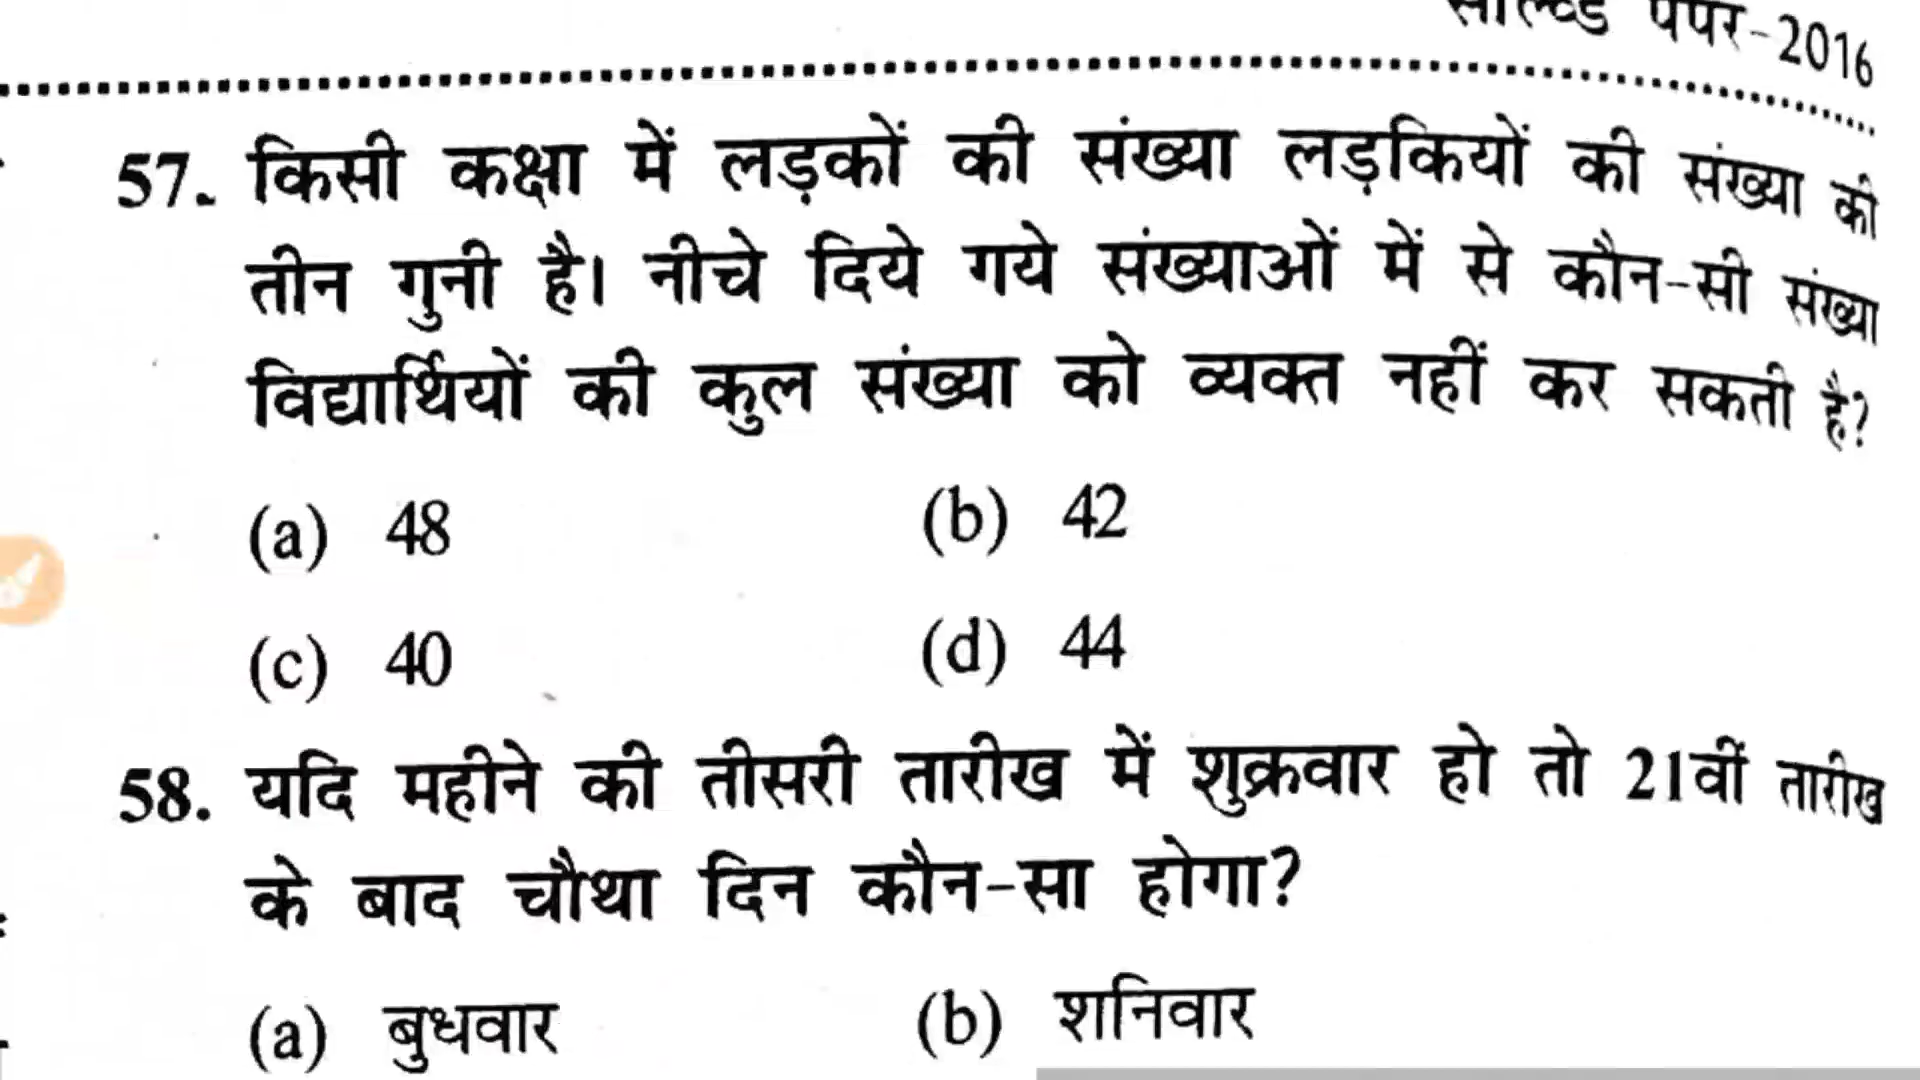 पेपर-2016
57. किसी कक्षा में लड़कों की संख्या लड़कियों की संख्या की
तीन गुनी है। नीचे दिये गये संख्याओं में से कौन-सी संख्या
विद्यार्थियों की कुल संख्या को व्यक्त नहीं कर सकती है?
(a) 48 (b) 42
(c) 40 (d) 44
58. यदि महीने की तीसरी तारीख में शुक्रवार हो तो 21वीं तारीख
के बाद चौथा दिन कौन-सा होगा?
(a) बुधवार (b) शनिवार